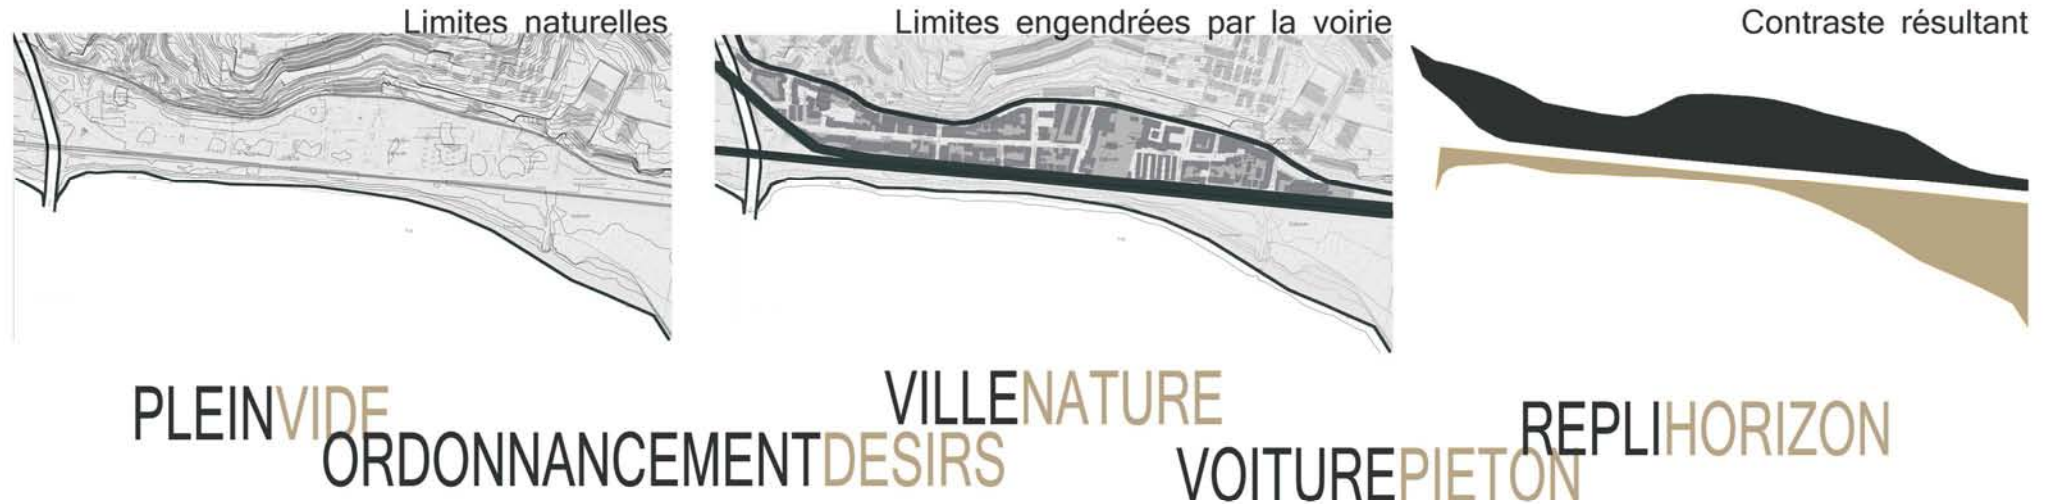 Limites naturelles
Limites engendrées par la voirie
Contraste résultant
PLEINVIDE
ORDONNANCEMENTDESIRS
VILLENATURE
VOITUREPIETON
REPLIHORIZON